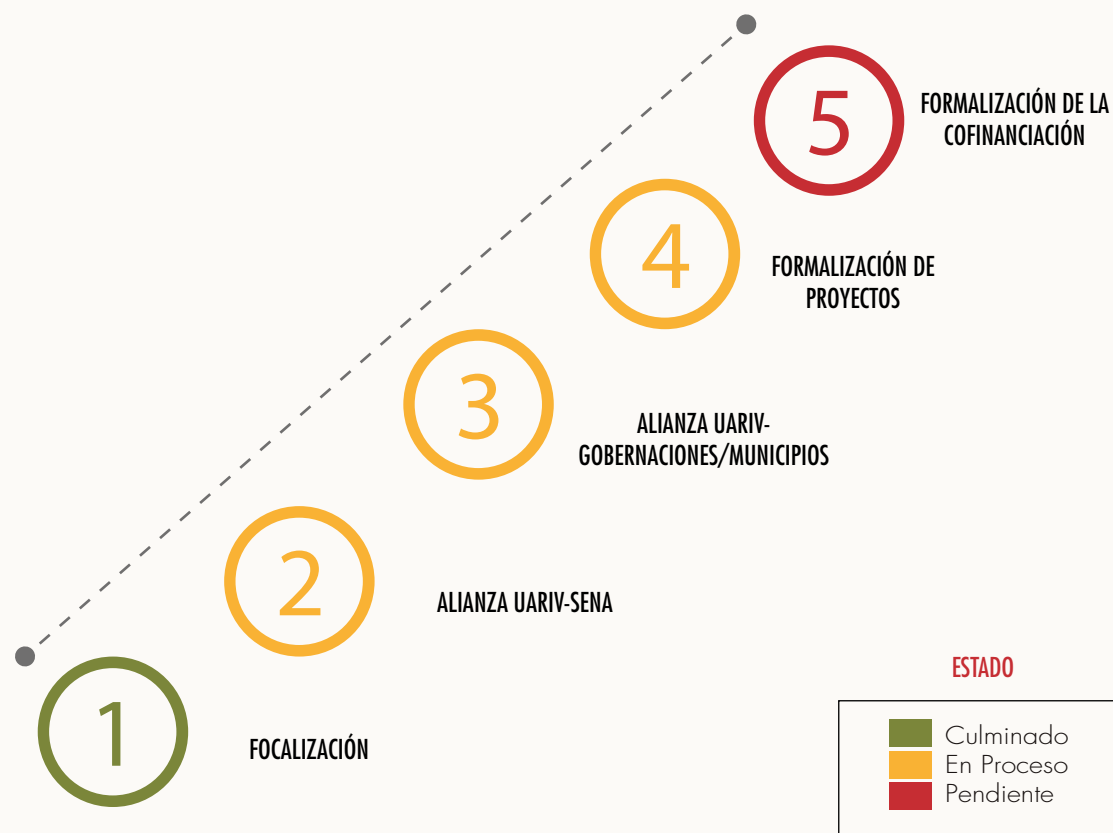 5
FORMALIZACIÓN DE LA
COFINANCIACIÓN
4
FORMALIZACIÓN DE
PROYECTOS
3
ALIANZA UARIV-
GOBERNACIONES/MUNICIPIOS
2
ALIANZA UARIV-SENA
1
FOCALIZACIÓN
ESTADO
Culminado
En Proceso
Pendiente